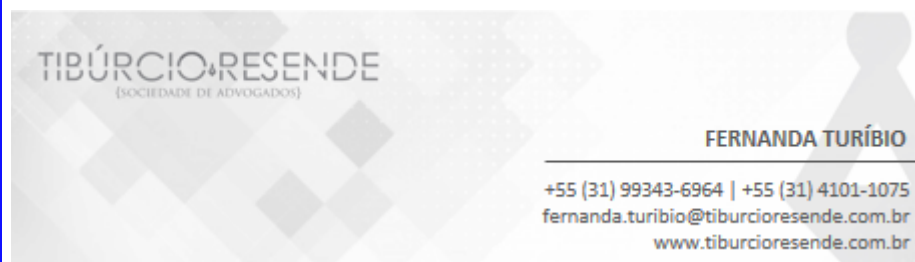 TIBÚRCIO&RESENDE
{SOCIEDADE DE ADVOGADOS}
FERNANDA TURÍBIO
+55 (31) 99343-6964 | +55 (31) 4101-1075
fernanda.turibio@tiburcioresende.com.br
www.tiburcioresende.com.br